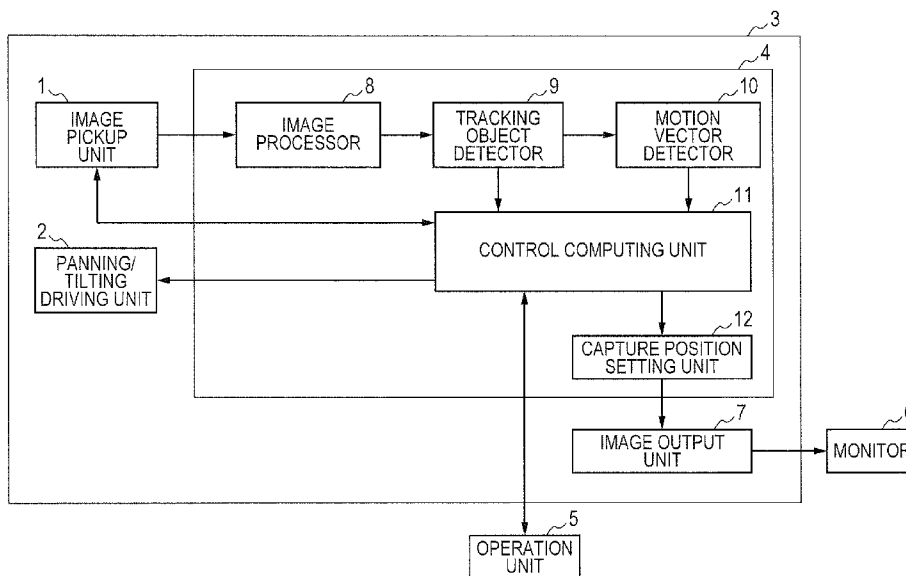 3
4
1
IMAGE
PICKUP
UNIT
8
IMAGE
PROCESSOR
9
TRACKING
OBJECT
DETECTOR
10
MOTION
VECTOR
DETECTOR
11
CONTROL COMPUTING UNIT
2
PANNING/
TILTING
DRIVING UNIT
12
CAPTURE POSITION
SETTING UNIT
7
IMAGE OUTPUT
UNIT
6
MONITOR
5
OPERATION
UNIT